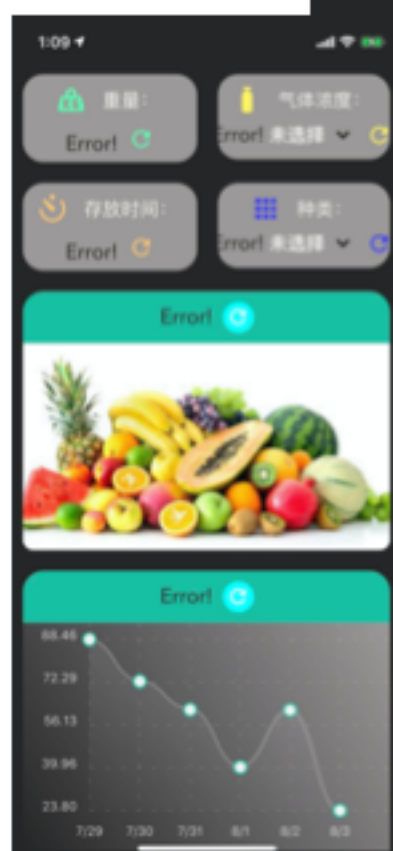 1:09
重量：
Error!
气体浓度：
Error! 未选择
存放时间：
Error!
种类：
Error! 未选择
Error!
Error!
88.46
72.29
56.13
39.96
23.80
7/29 7/30 7/31 8/1 8/2 8/3